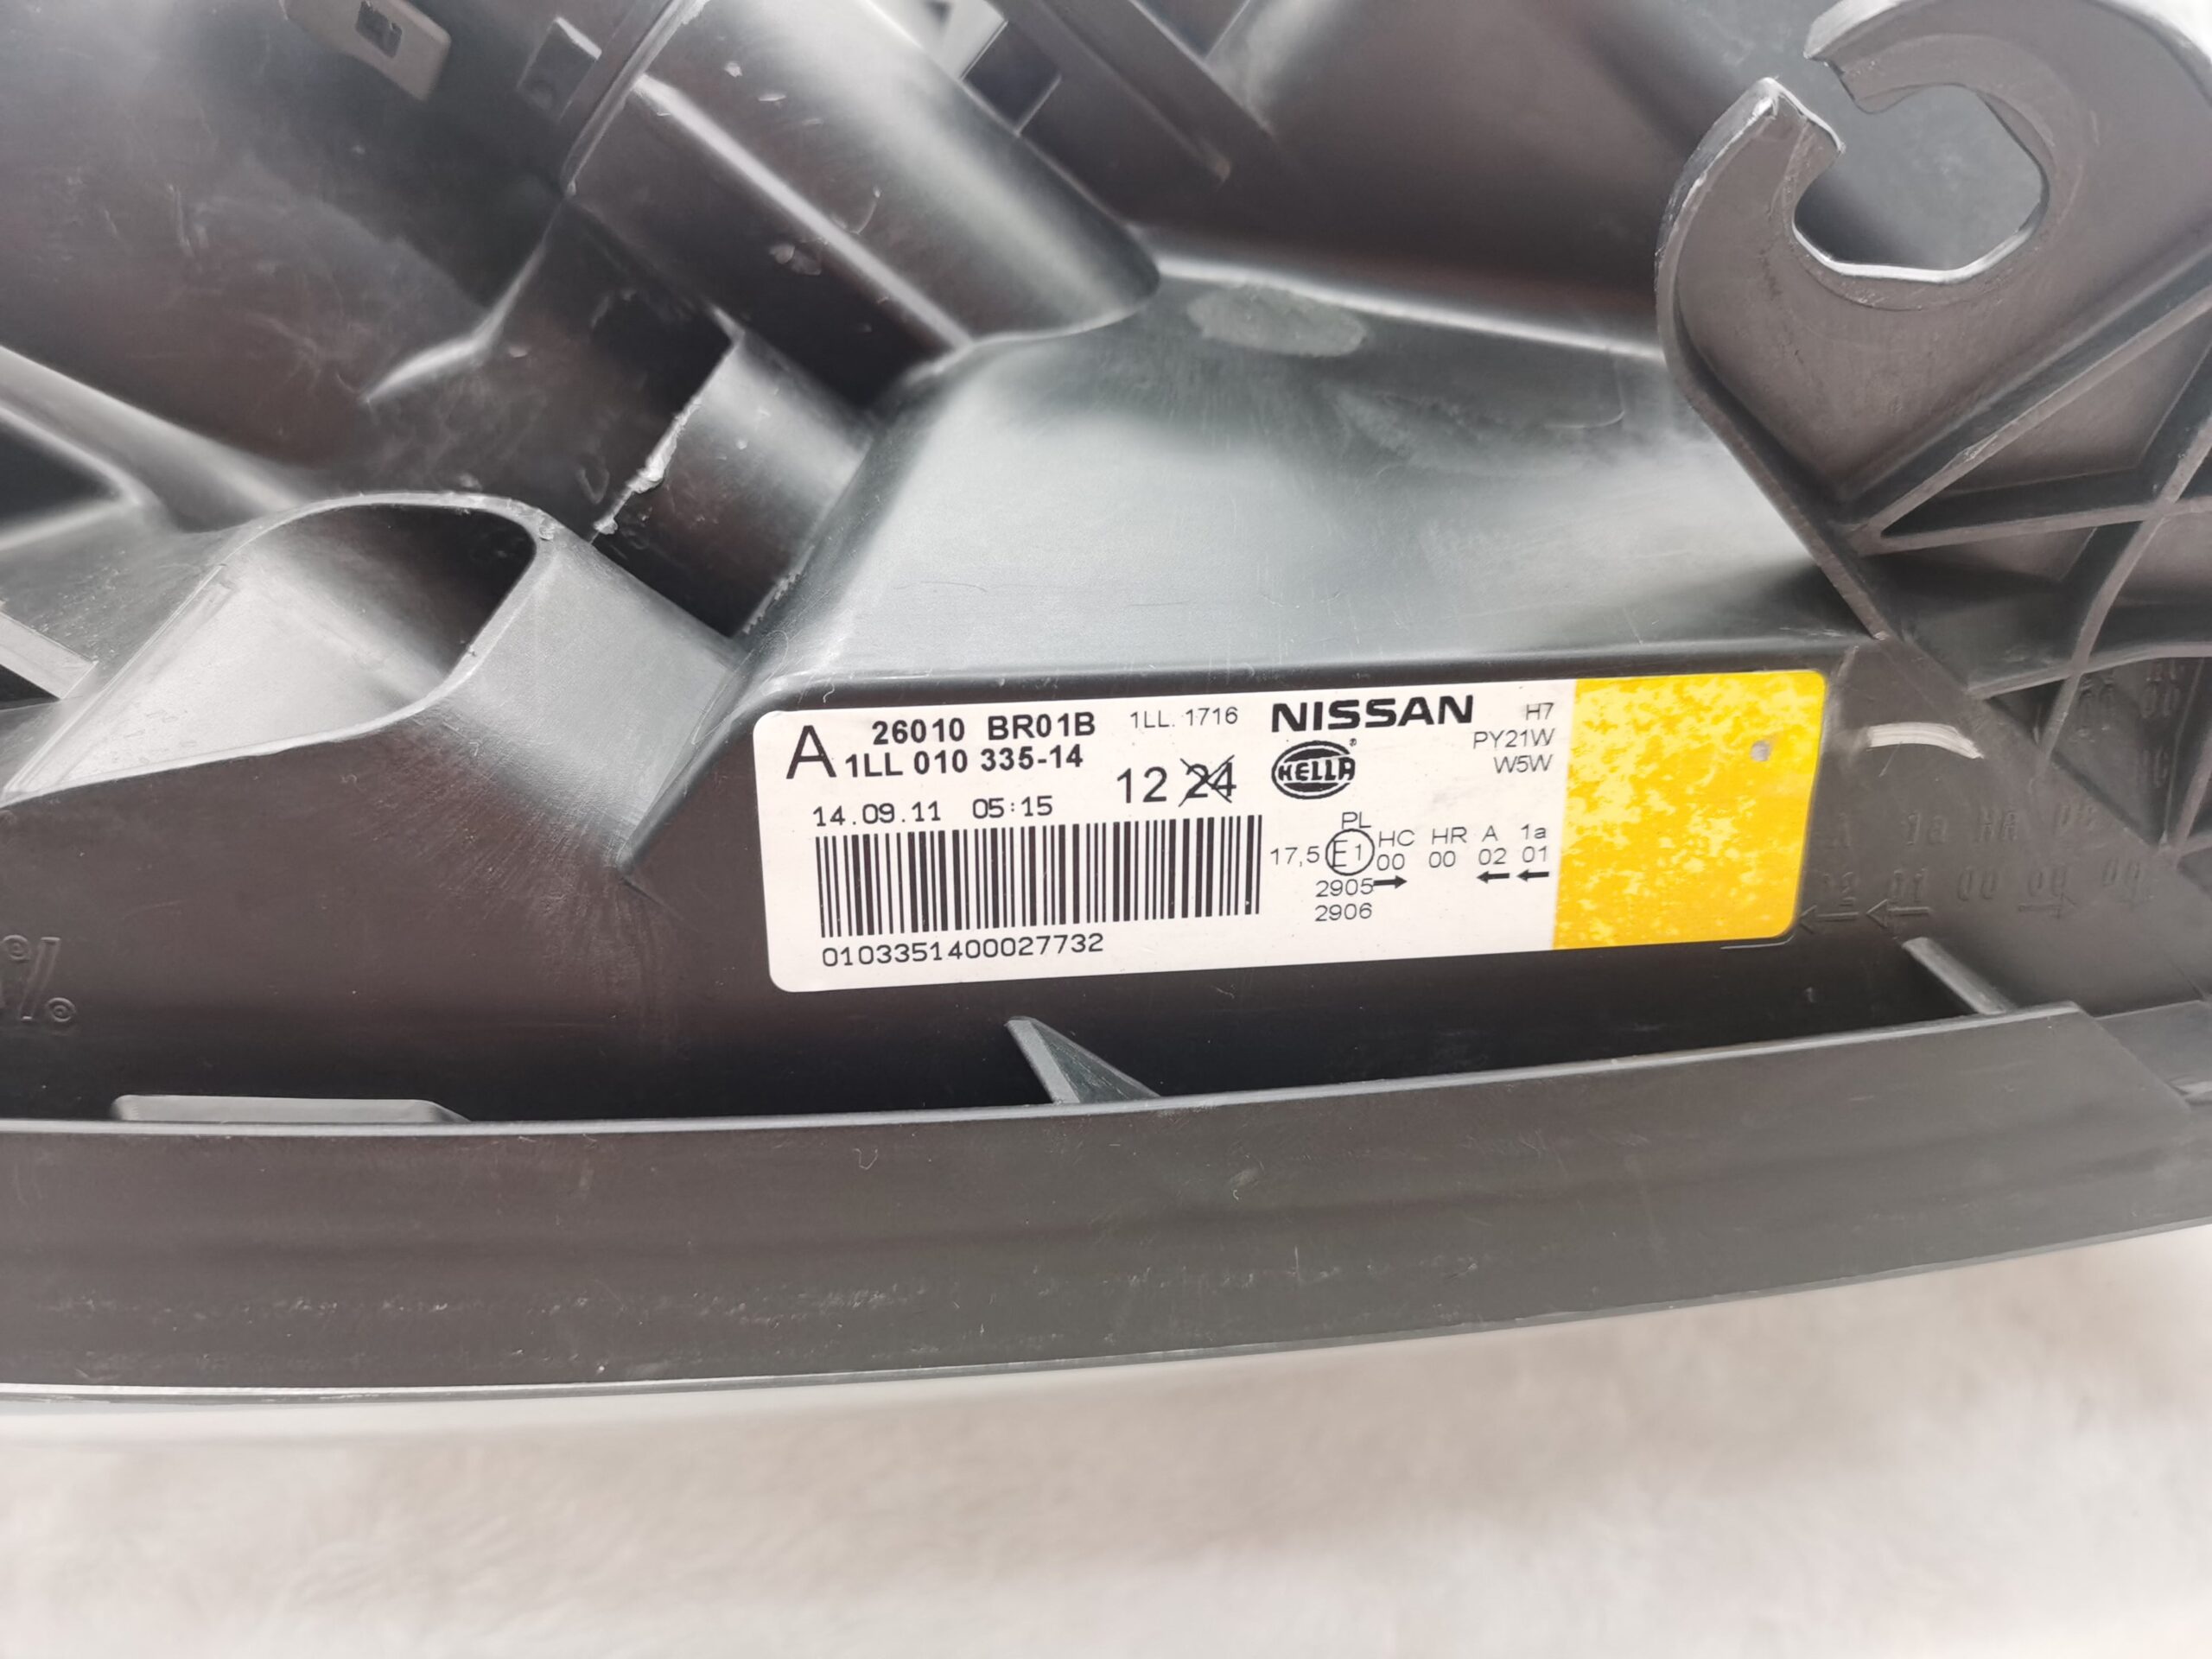 A
26010 BR01B
1LL 010 335-14
1LL. 1716
14.09.11 05:15
12 24
0103351400027732
NISSAN
HELLA
H7
PY21W
W5W
PL
17,5 E1 HC HR A 1a
00 00 02 01
2905→ ← ←
2906